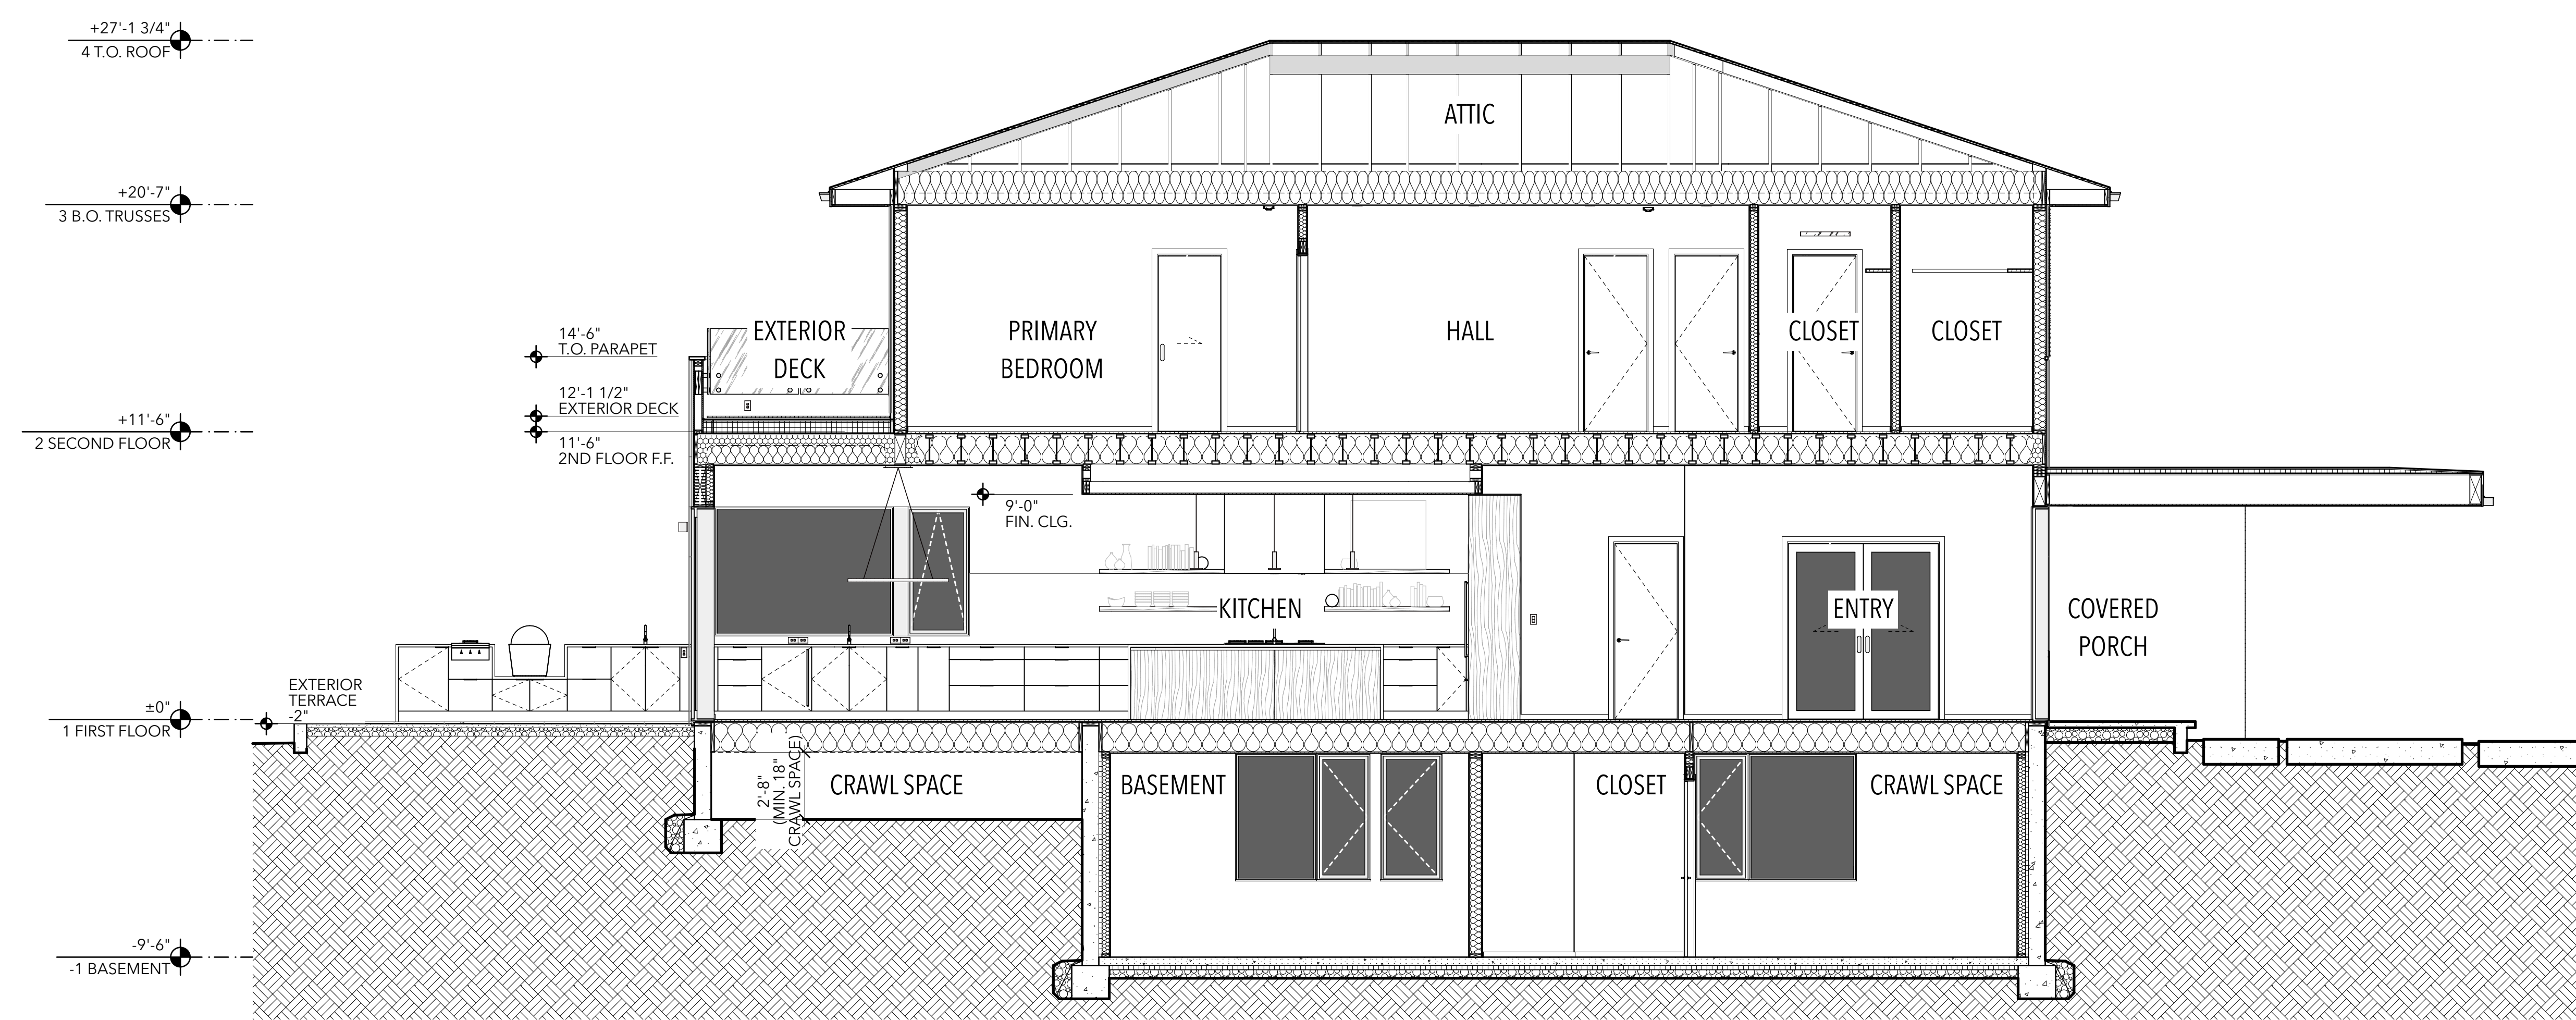 +27'-1 3/4"
4 T.O. ROOF
ATTIC
+20'-7"
3 B.O. TRUSSES
14'-6"
T.O. PARAPET
EXTERIOR
DECK
PRIMARY
BEDROOM
HALL
CLOSET
CLOSET
12'-1 1/2"
EXTERIOR DECK
+11'-6"
2 SECOND FLOOR
11'-6"
2ND FLOOR F.F.
9'-0"
FIN. CLG.
KITCHEN
ENTRY
COVERED
PORCH
EXTERIOR
TERRACE
-2"
±0"
1 FIRST FLOOR
2'-8"
(MIN. 18"
CRAWL SPACE)
CRAWL SPACE
BASEMENT
CLOSET
CRAWL SPACE
-9'-6"
-1 BASEMENT